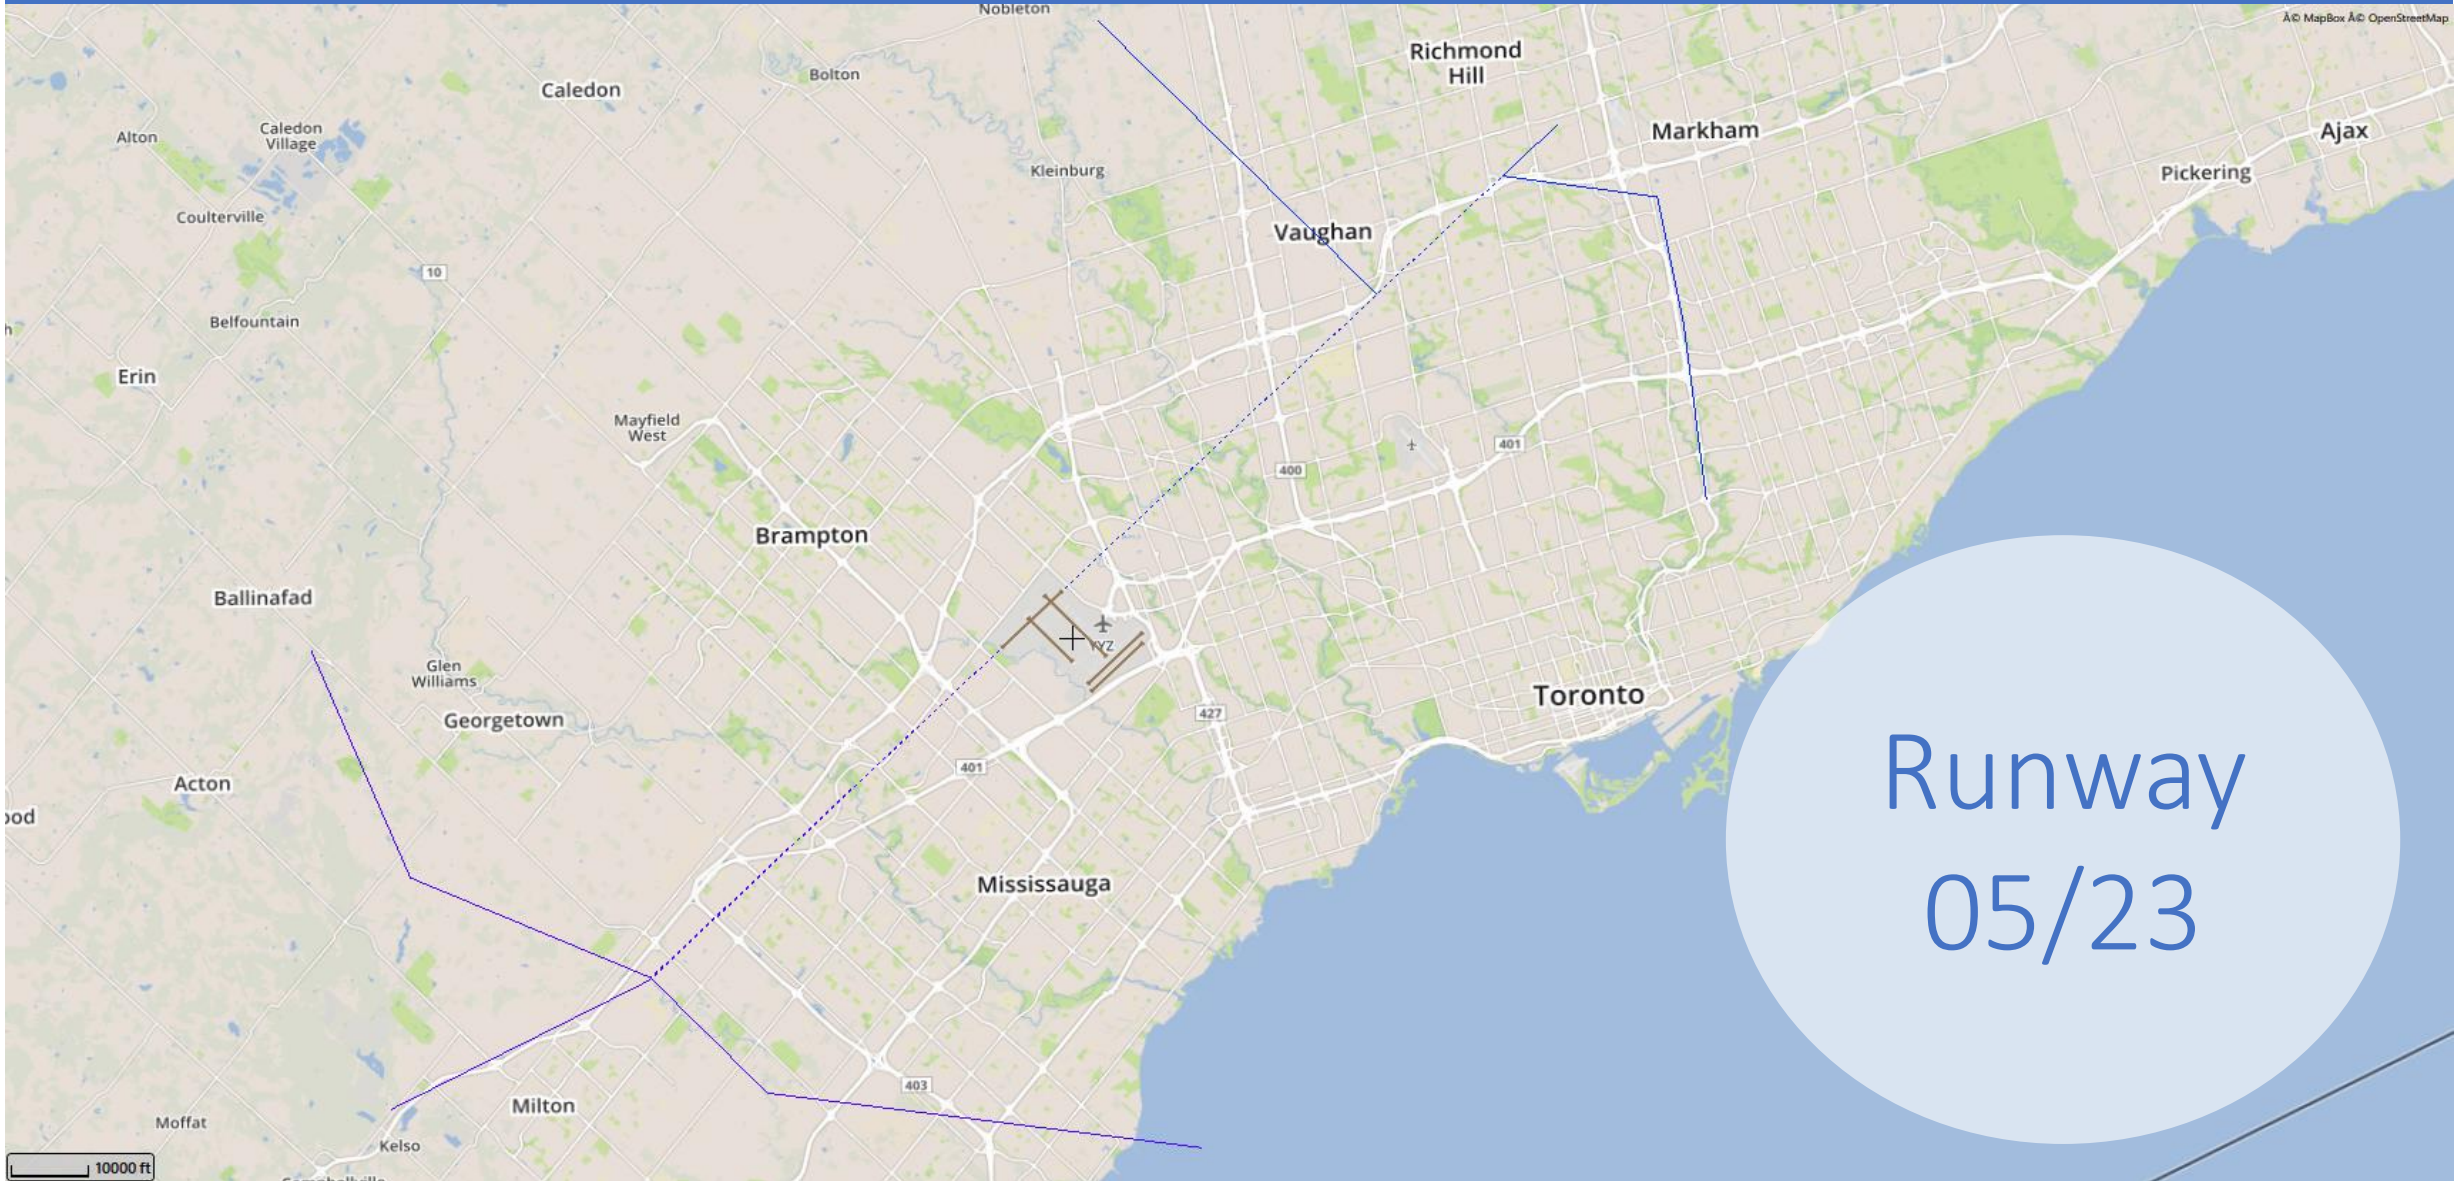 Nobleton
Â© MapBox Â© OpenStreetMap
Richmond
Hill
Caledon
Bolton
Alton
Caledon
Village
Markham
Ajax
Kleinburg
Pickering
Coulterville
Vaughan
10
Belfountain
h
Erin
Mayfield
West
401
400
Brampton
Ballinafad
YYZ
Glen
Williams
Georgetown
Toronto
427
401
Acton
ood
Runway
05/23
Mississauga
403
Milton
Moffat
Kelso
10000 ft